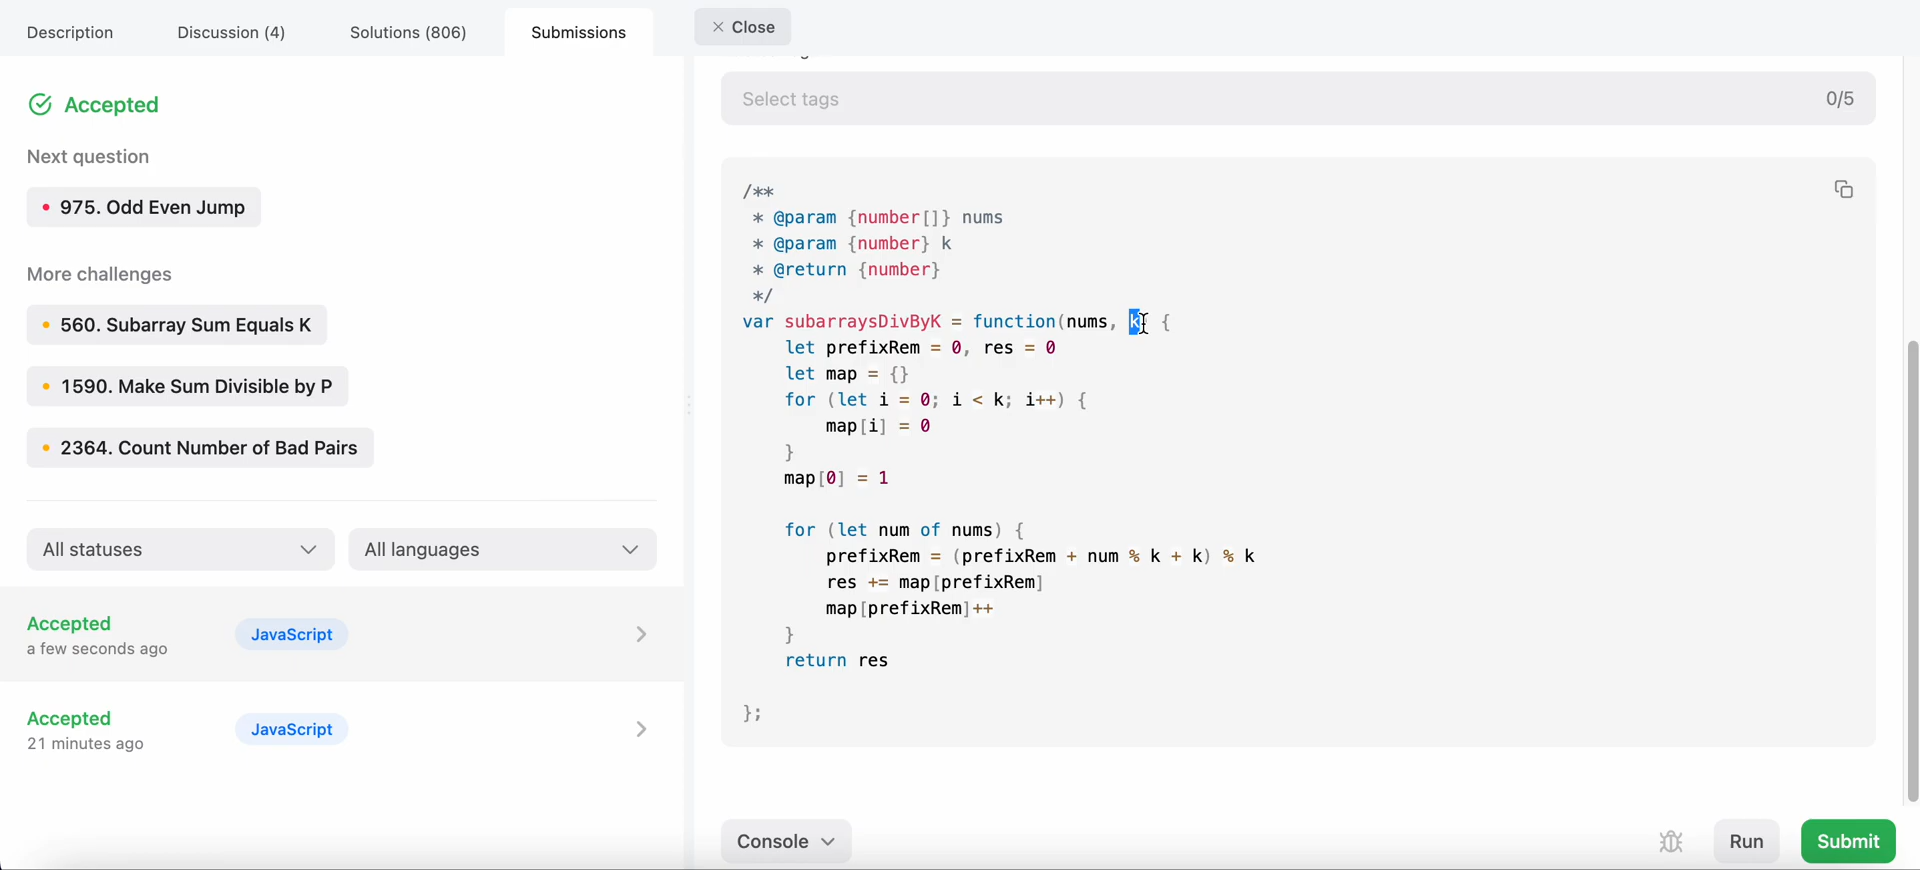 Description
Discussion (4)
Solutions (806)
Submissions
Close
Accepted
Next question
975. Odd Even Jump
More challenges
560. Subarray Sum Equals K
1590. Make Sum Divisible by P
2364. Count Number of Bad Pairs
All statuses
All languages
Accepted
a few seconds ago
JavaScript
Accepted
21 minutes ago
JavaScript
Select tags
0/5
/**
 * @param {number[]} nums
 * @param {number} k
 * @return {number}
 */
var subarraysDivByK = function(nums, k {
    let prefixRem = 0, res = 0
    let map = {}
    for (let i = 0; i < k; i++) {
        map[i] = 0
    }
    map[0] = 1
    for (let num of nums) {
        prefixRem = (prefixRem + num % k + k) % k
        res += map[prefixRem]
        map[prefixRem]++
    }
    return res
};
Console
Run
Submit